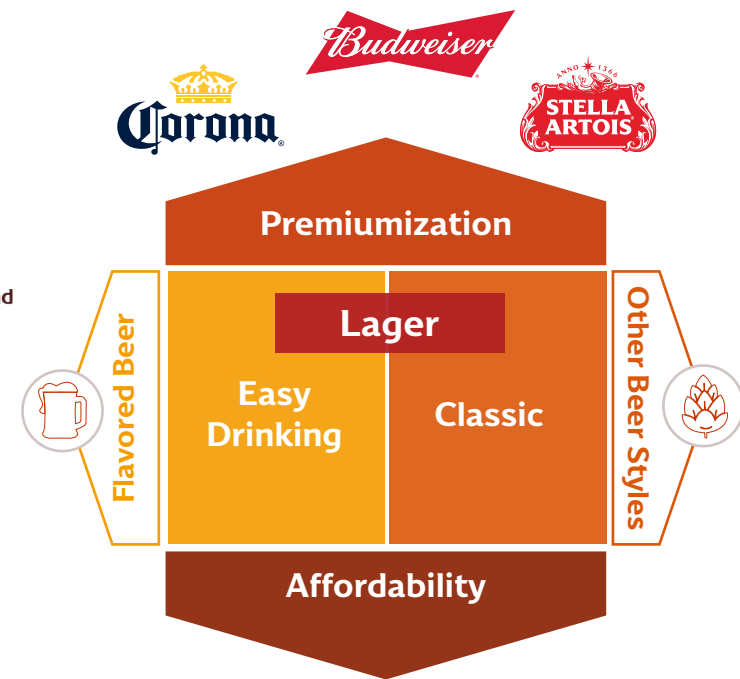 Budweiser
Corona
ANNO 1366
STELLA
ARTOIS
Premiumization
Lager
Easy
Drinking
Classic
Flavored Beer
Other Beer Styles
Affordability